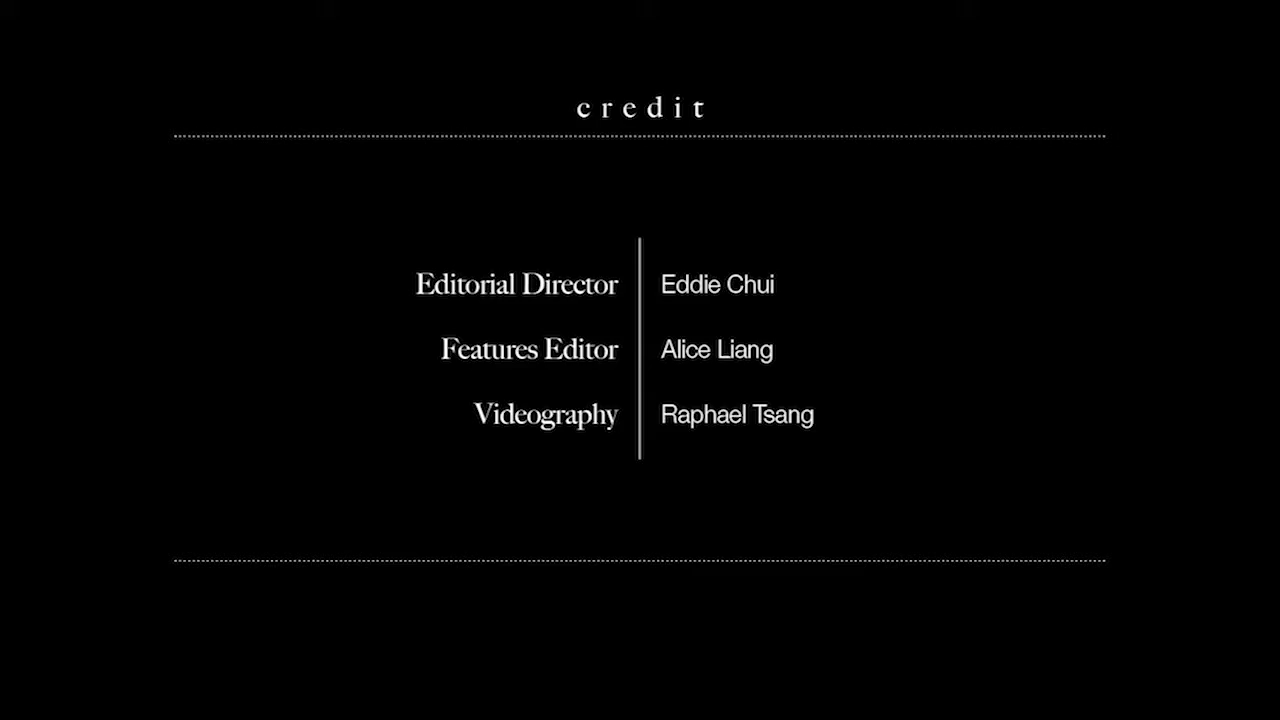 credit
Editorial Director Eddie Chui
Features Editor Alice Liang
Videography Raphael Tsang